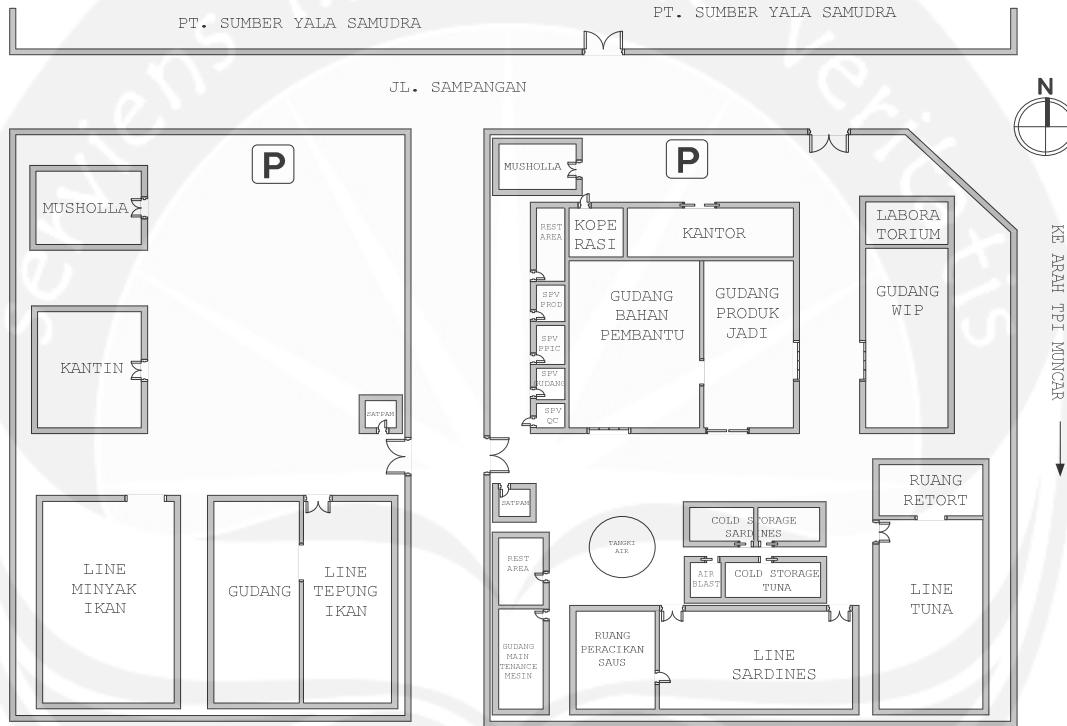 PT. SUMBER YALA SAMUDRA
PT. SUMBER YALA SAMUDRA
JL. SAMPANGAN
N
KE ARAH TPI MUNCAR
P
MUSHOLLA
KANTIN
SATPAM
LINE
MINYAK
IKAN
GUDANG
LINE
TEPUNG
IKAN
MUSHOLLA
P
REST
AREA
KOPE
RASI
KANTOR
LABORA
TORIUM
SPV
PROD
SPV
PPIC
SPV
GUDANG
SPV
QC
GUDANG
BAHAN
PEMBANTU
GUDANG
PRODUK
JADI
GUDANG
WIP
SATPAM
REST
AREA
GUDANG
MAIN
TENANCE
MESIN
TANGKI
AIR
COLD STORAGE
SARDINES
AIR
BLAST
COLD STORAGE
TUNA
RUANG
PERACIKAN
SAUS
LINE
SARDINES
RUANG
RETORT
LINE
TUNA
serviens
veritatis